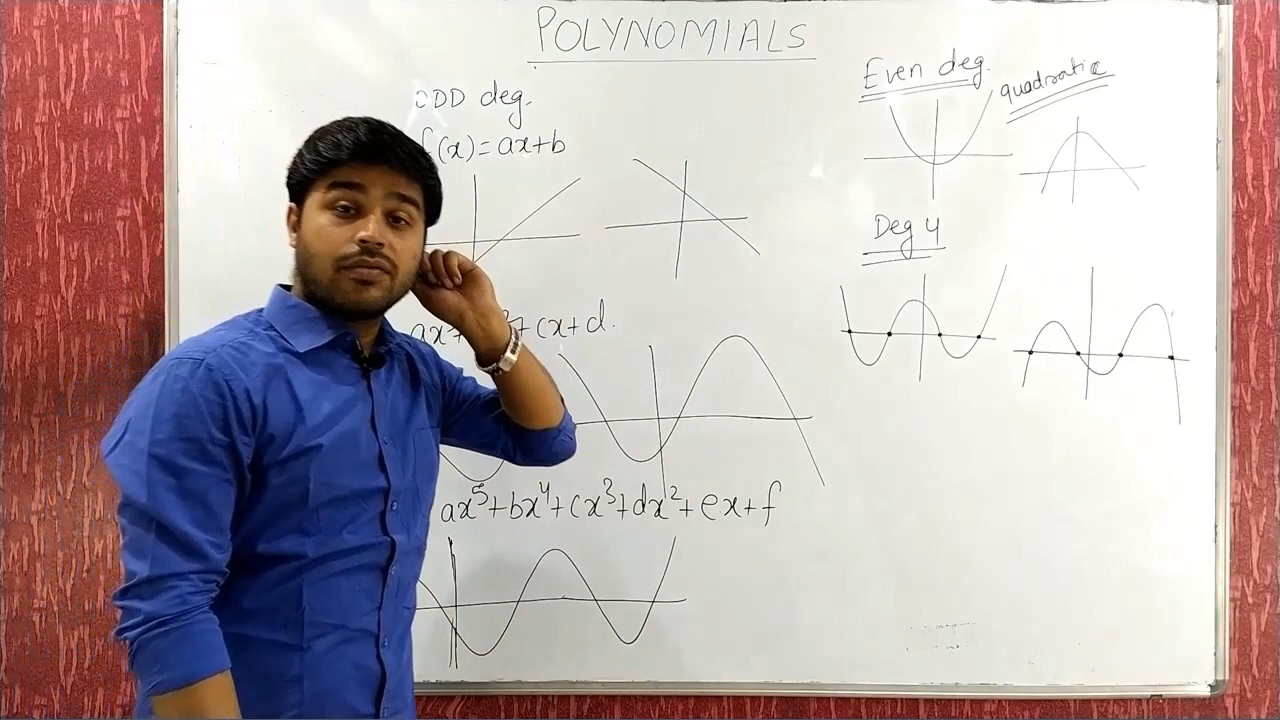 POLYNOMIALS
ODD deg.
f(x)=ax+b
+cx+d.
ax⁵+bx⁴+cx³+dx²+ex+f
Even deg.
quadratic
Deg 4